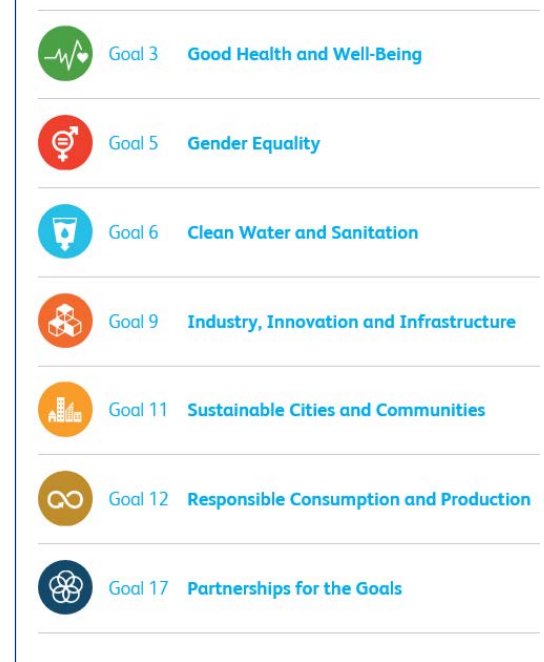 Goal 3 Good Health and Well-Being
Goal 5 Gender Equality
Goal 6 Clean Water and Sanitation
Goal 9 Industry, Innovation and Infrastructure
Goal 11 Sustainable Cities and Communities
Goal 12 Responsible Consumption and Production
Goal 17 Partnerships for the Goals